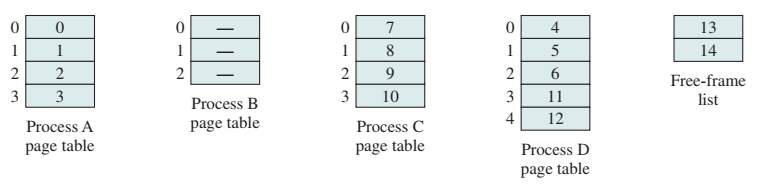 0 0
1 1
2 2
3 3
Process A
page table
0 —
1 —
2 —
Process B
page table
0 7
1 8
2 9
3 10
Process C
page table
0 4
1 5
2 6
3 11
4 12
Process D
page table
13
14
Free-frame
list